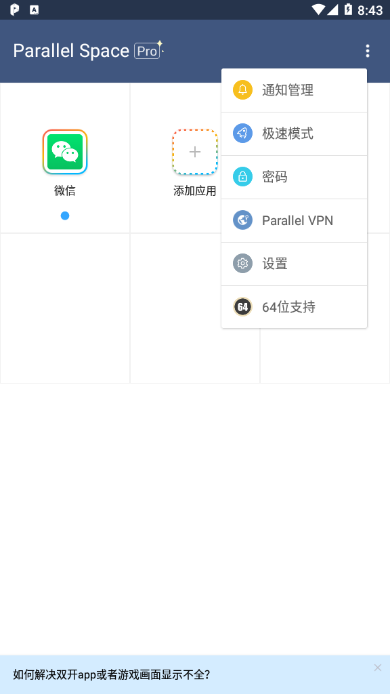 8:43
Parallel Space Pro
通知管理
极速模式
密码
Parallel VPN
设置
64 64位支持
微信
添加应用
如何解决双开app或者游戏画面显示不全?